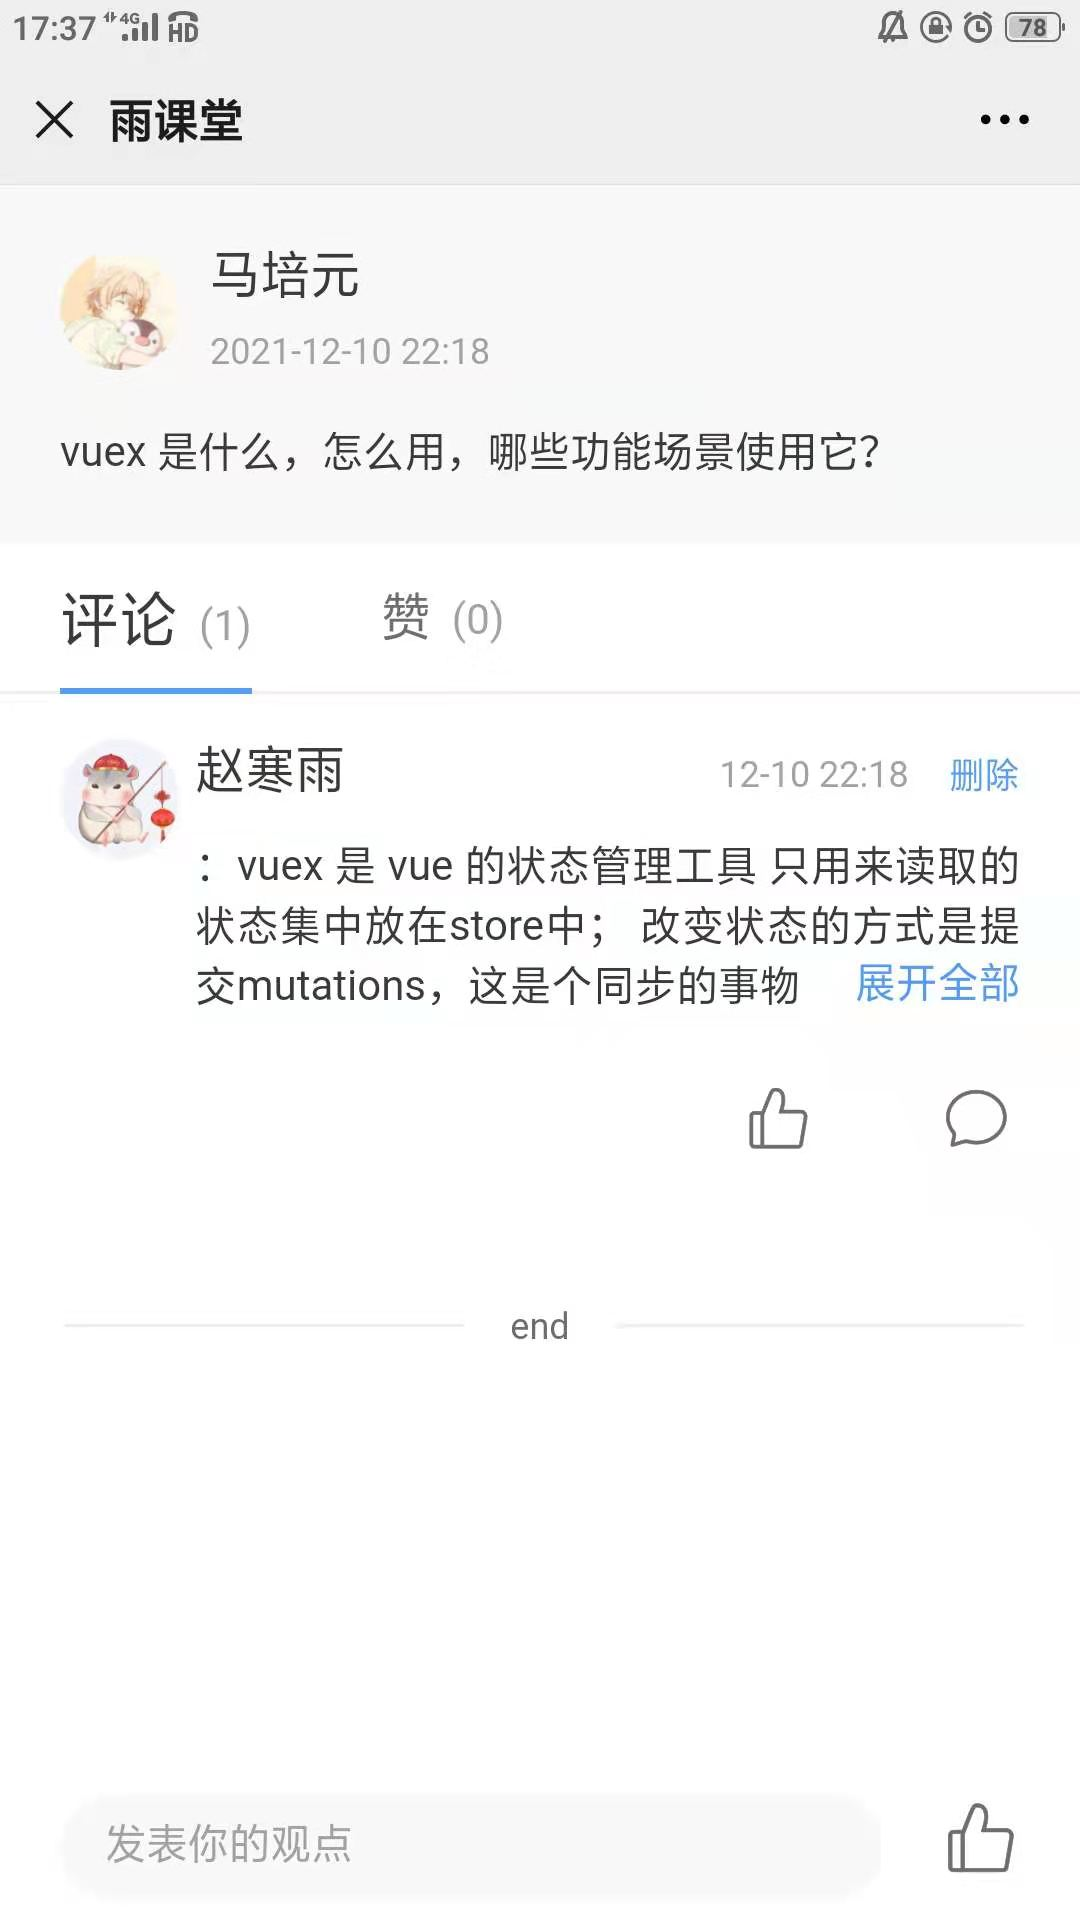 17:37 4G HD 78
雨课堂
马培元
2021-12-10 22:18
vuex 是什么，怎么用，哪些功能场景使用它？
评论 (1) 赞 (0)
赵寒雨 12-10 22:18 删除
：vuex 是 vue 的状态管理工具 只用来读取的
状态集中放在store中； 改变状态的方式是提
交mutations，这是个同步的事物 展开全部
end
发表你的观点